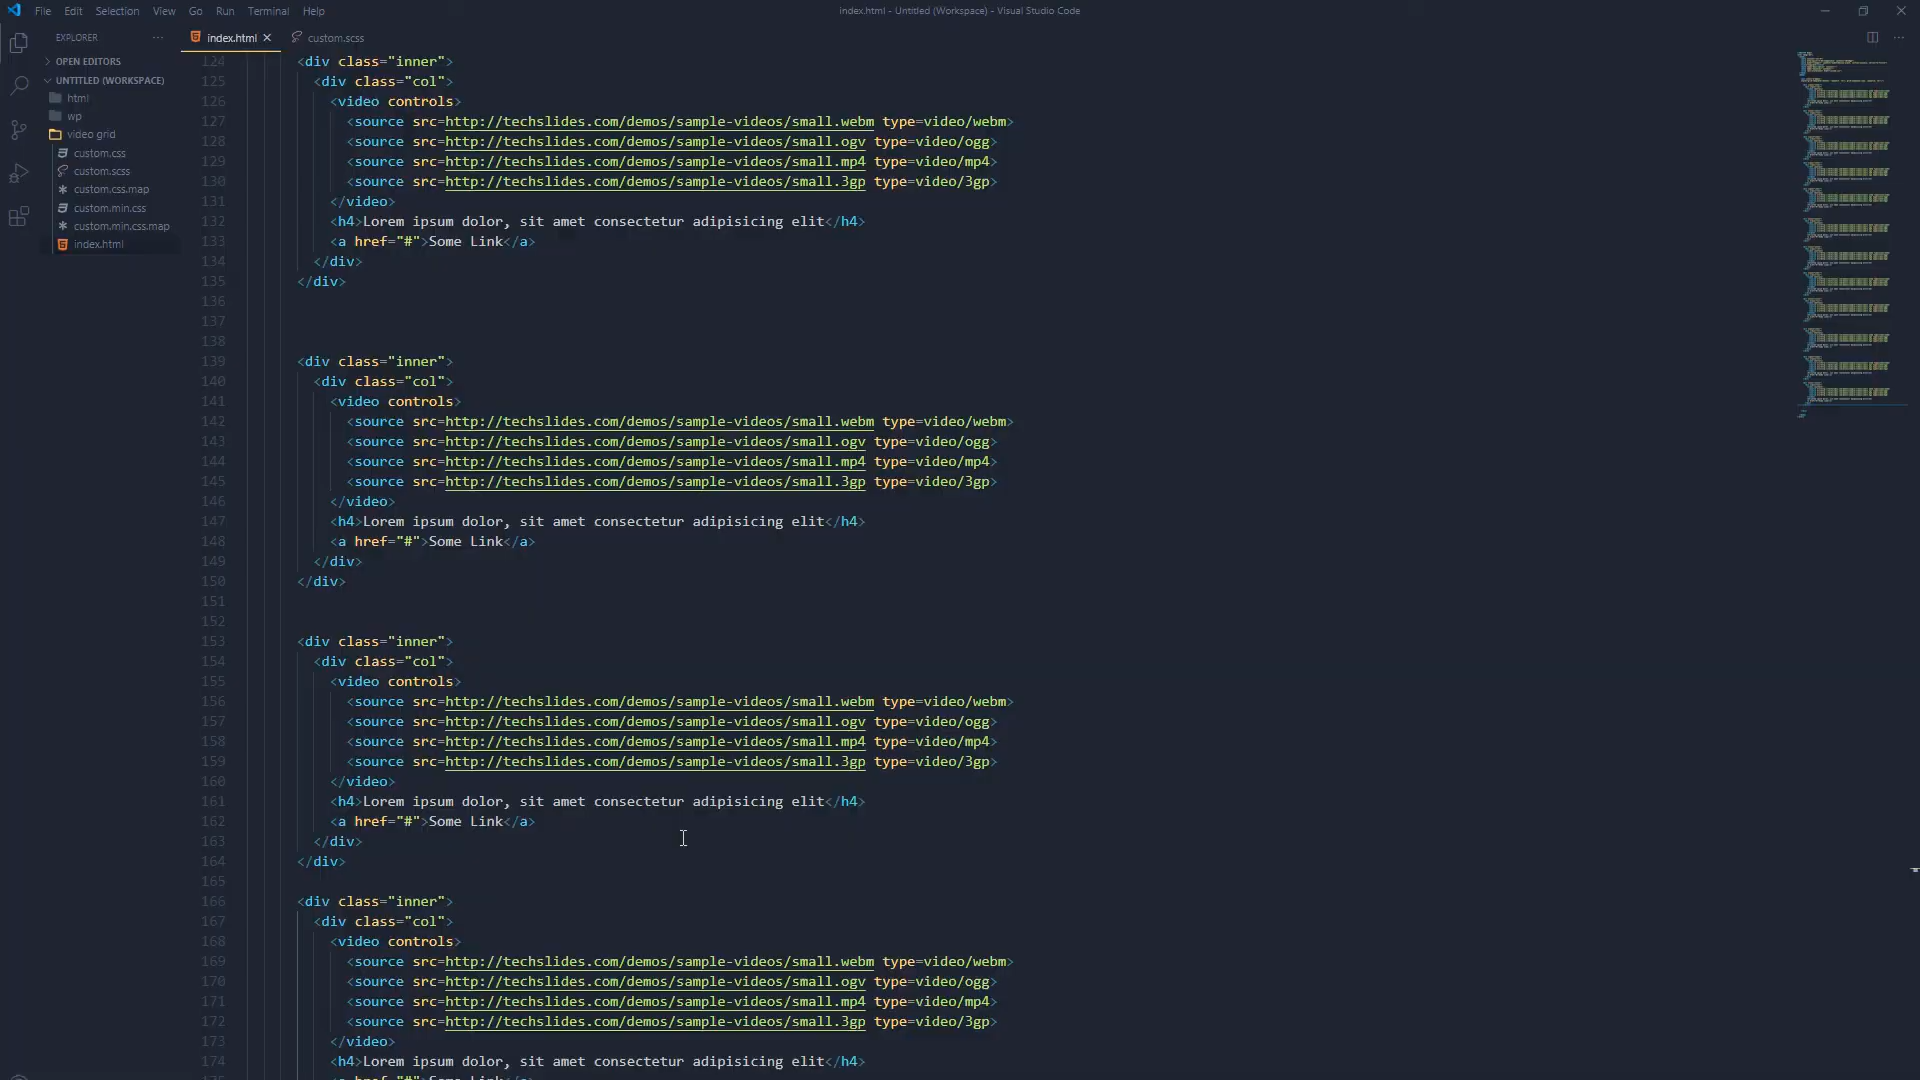 File Edit Selection View Go Run Terminal Help
index.html - Untitled (Workspace) - Visual Studio Code
EXPLORER
index.html
custom.scss
OPEN EDITORS
UNTITLED (WORKSPACE)
html
wp
video grid
custom.css
custom.scss
custom.css.map
custom.min.css
custom.min.css.map
index.html
124 <div class="inner">
125 <div class="col">
126 <video controls>
127 <source src=http://techslides.com/demos/sample-videos/small.webm type=video/webm>
128 <source src=http://techslides.com/demos/sample-videos/small.ogv type=video/ogg>
129 <source src=http://techslides.com/demos/sample-videos/small.mp4 type=video/mp4>
130 <source src=http://techslides.com/demos/sample-videos/small.3gp type=video/3gp>
131 </video>
132 <h4>Lorem ipsum dolor, sit amet consectetur adipisicing elit</h4>
133 <a href="#">Some Link</a>
134 </div>
135 </div>
136
137
138
139 <div class="inner">
140 <div class="col">
141 <video controls>
142 <source src=http://techslides.com/demos/sample-videos/small.webm type=video/webm>
143 <source src=http://techslides.com/demos/sample-videos/small.ogv type=video/ogg>
144 <source src=http://techslides.com/demos/sample-videos/small.mp4 type=video/mp4>
145 <source src=http://techslides.com/demos/sample-videos/small.3gp type=video/3gp>
146 </video>
147 <h4>Lorem ipsum dolor, sit amet consectetur adipisicing elit</h4>
148 <a href="#">Some Link</a>
149 </div>
150 </div>
151
152
153 <div class="inner">
154 <div class="col">
155 <video controls>
156 <source src=http://techslides.com/demos/sample-videos/small.webm type=video/webm>
157 <source src=http://techslides.com/demos/sample-videos/small.ogv type=video/ogg>
158 <source src=http://techslides.com/demos/sample-videos/small.mp4 type=video/mp4>
159 <source src=http://techslides.com/demos/sample-videos/small.3gp type=video/3gp>
160 </video>
161 <h4>Lorem ipsum dolor, sit amet consectetur adipisicing elit</h4>
162 <a href="#">Some Link</a>
163 </div>
164 </div>
165
166 <div class="inner">
167 <div class="col">
168 <video controls>
169 <source src=http://techslides.com/demos/sample-videos/small.webm type=video/webm>
170 <source src=http://techslides.com/demos/sample-videos/small.ogv type=video/ogg>
171 <source src=http://techslides.com/demos/sample-videos/small.mp4 type=video/mp4>
172 <source src=http://techslides.com/demos/sample-videos/small.3gp type=video/3gp>
173 </video>
174 <h4>Lorem ipsum dolor, sit amet consectetur adipisicing elit</h4>